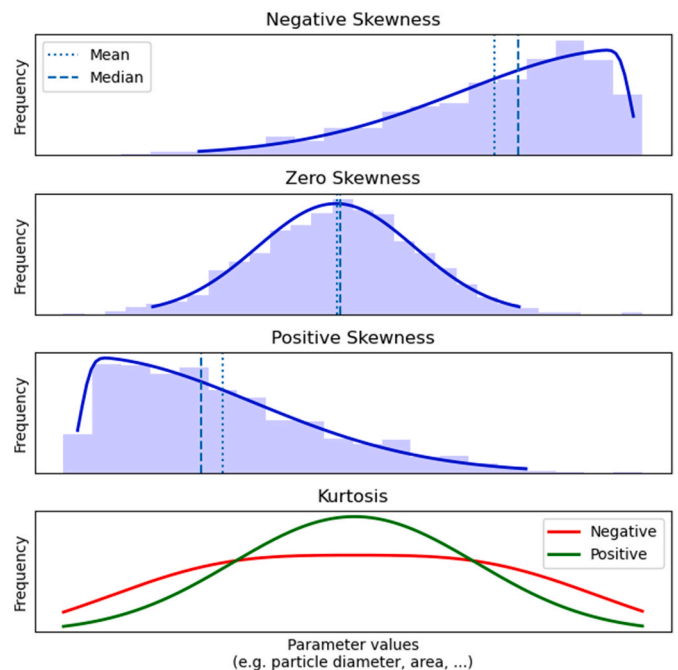 Negative Skewness
Frequency
Mean
Median
Zero Skewness
Frequency
Positive Skewness
Frequency
Kurtosis
Frequency
Negative
Positive
Parameter values
(e.g. particle diameter, area, ...)